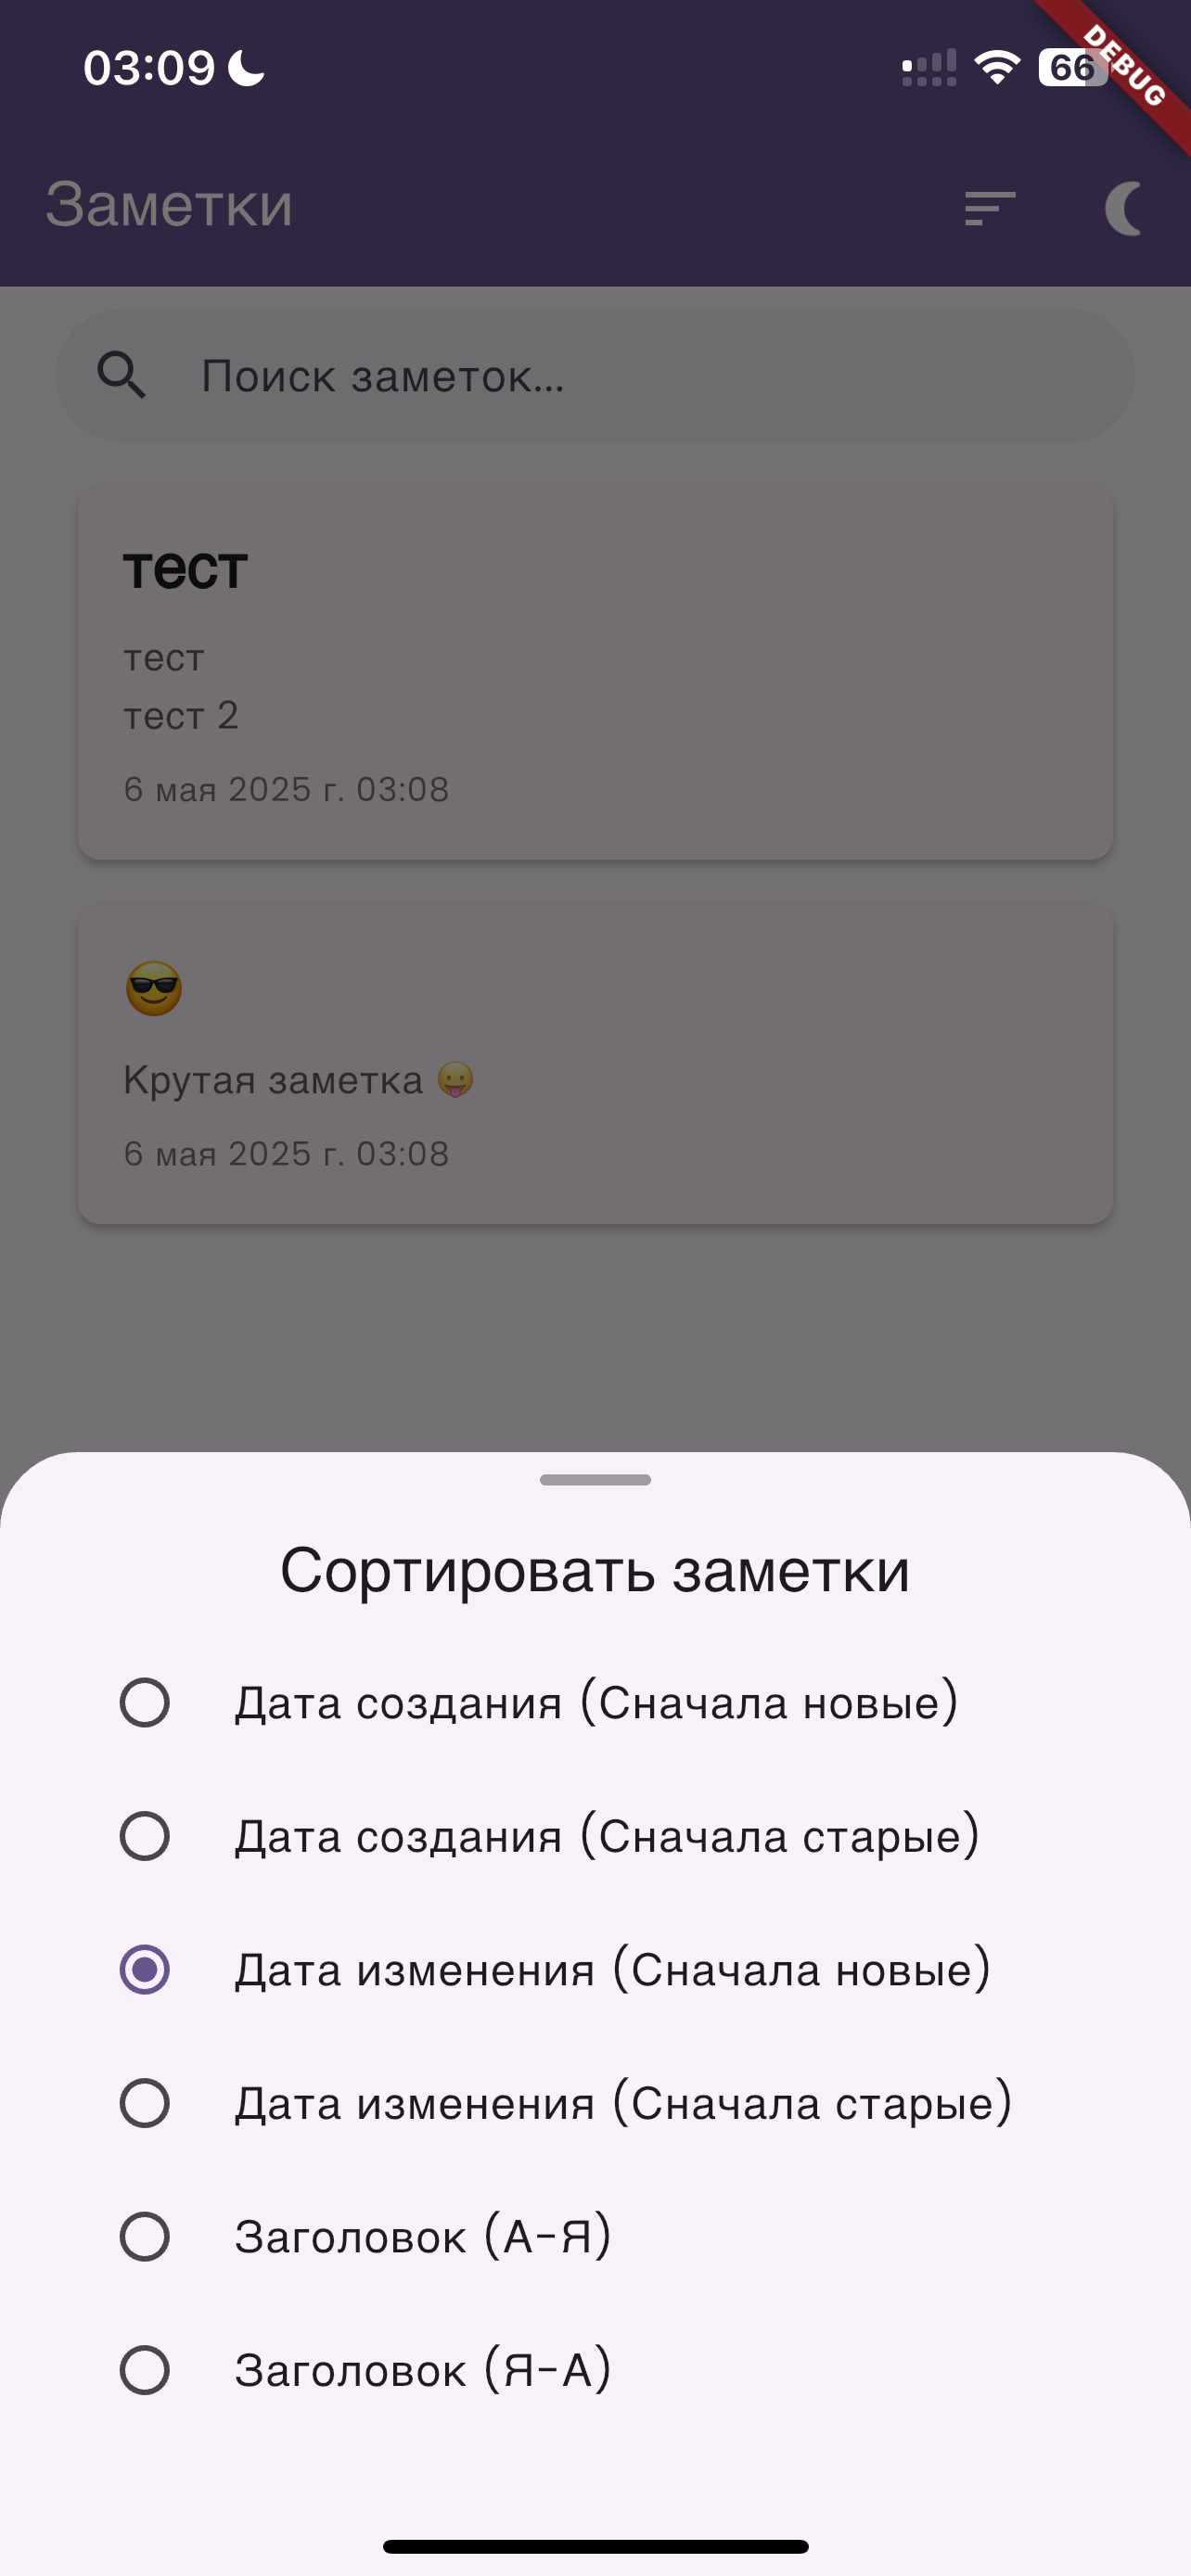 03:09
66
DEBUG
Заметки
Поиск заметок...
тест
тест
тест 2
6 мая 2025 г. 03:08
😎
Крутая заметка 😛
6 мая 2025 г. 03:08
Сортировать заметки
Дата создания (Сначала новые)
Дата создания (Сначала старые)
Дата изменения (Сначала новые)
Дата изменения (Сначала старые)
Заголовок (А-Я)
Заголовок (Я-А)